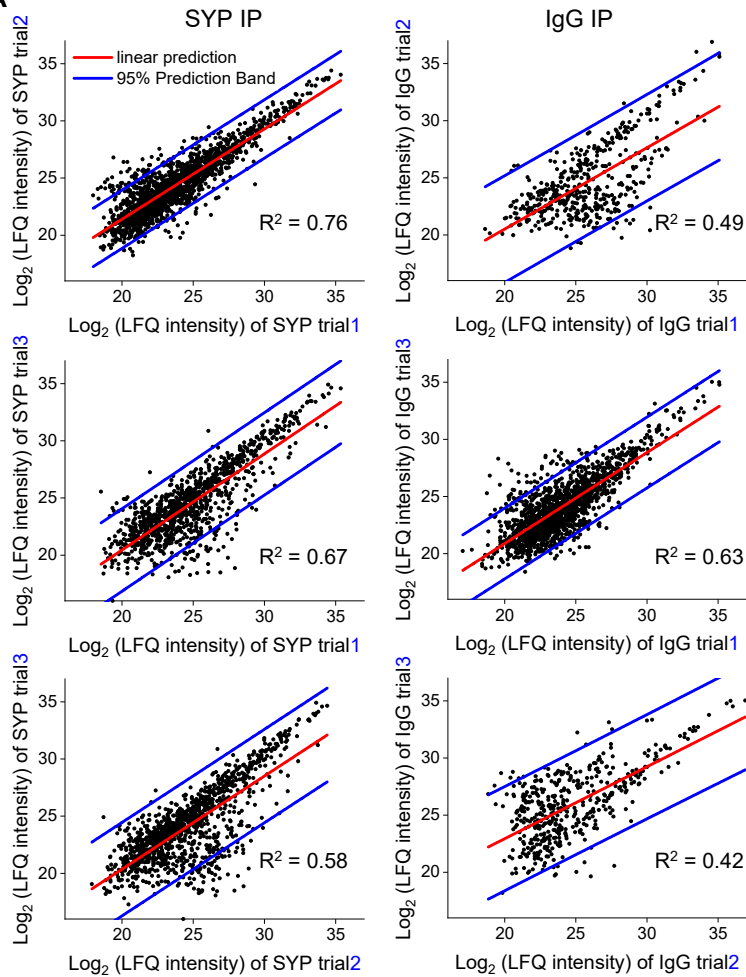 SYP IP
Log₂ (LFQ intensity) of SYP trial2
35
30
25
20
linear prediction
95% Prediction Band
R² = 0.76
20 25 30 35
Log₂ (LFQ intensity) of SYP trial1
IgG IP
Log₂ (LFQ intensity) of IgG trial2
35
30
25
20
R² = 0.49
20 25 30 35
Log₂ (LFQ intensity) of IgG trial1
Log₂ (LFQ intensity) of SYP trial3
35
30
25
20
R² = 0.67
20 25 30 35
Log₂ (LFQ intensity) of SYP trial1
Log₂ (LFQ intensity) of IgG trial3
35
30
25
20
R² = 0.63
20 25 30 35
Log₂ (LFQ intensity) of IgG trial1
Log₂ (LFQ intensity) of SYP trial3
35
30
25
20
R² = 0.58
20 25 30 35
Log₂ (LFQ intensity) of SYP trial2
Log₂ (LFQ intensity) of IgG trial3
35
30
25
20
R² = 0.42
20 25 30 35
Log₂ (LFQ intensity) of IgG trial2